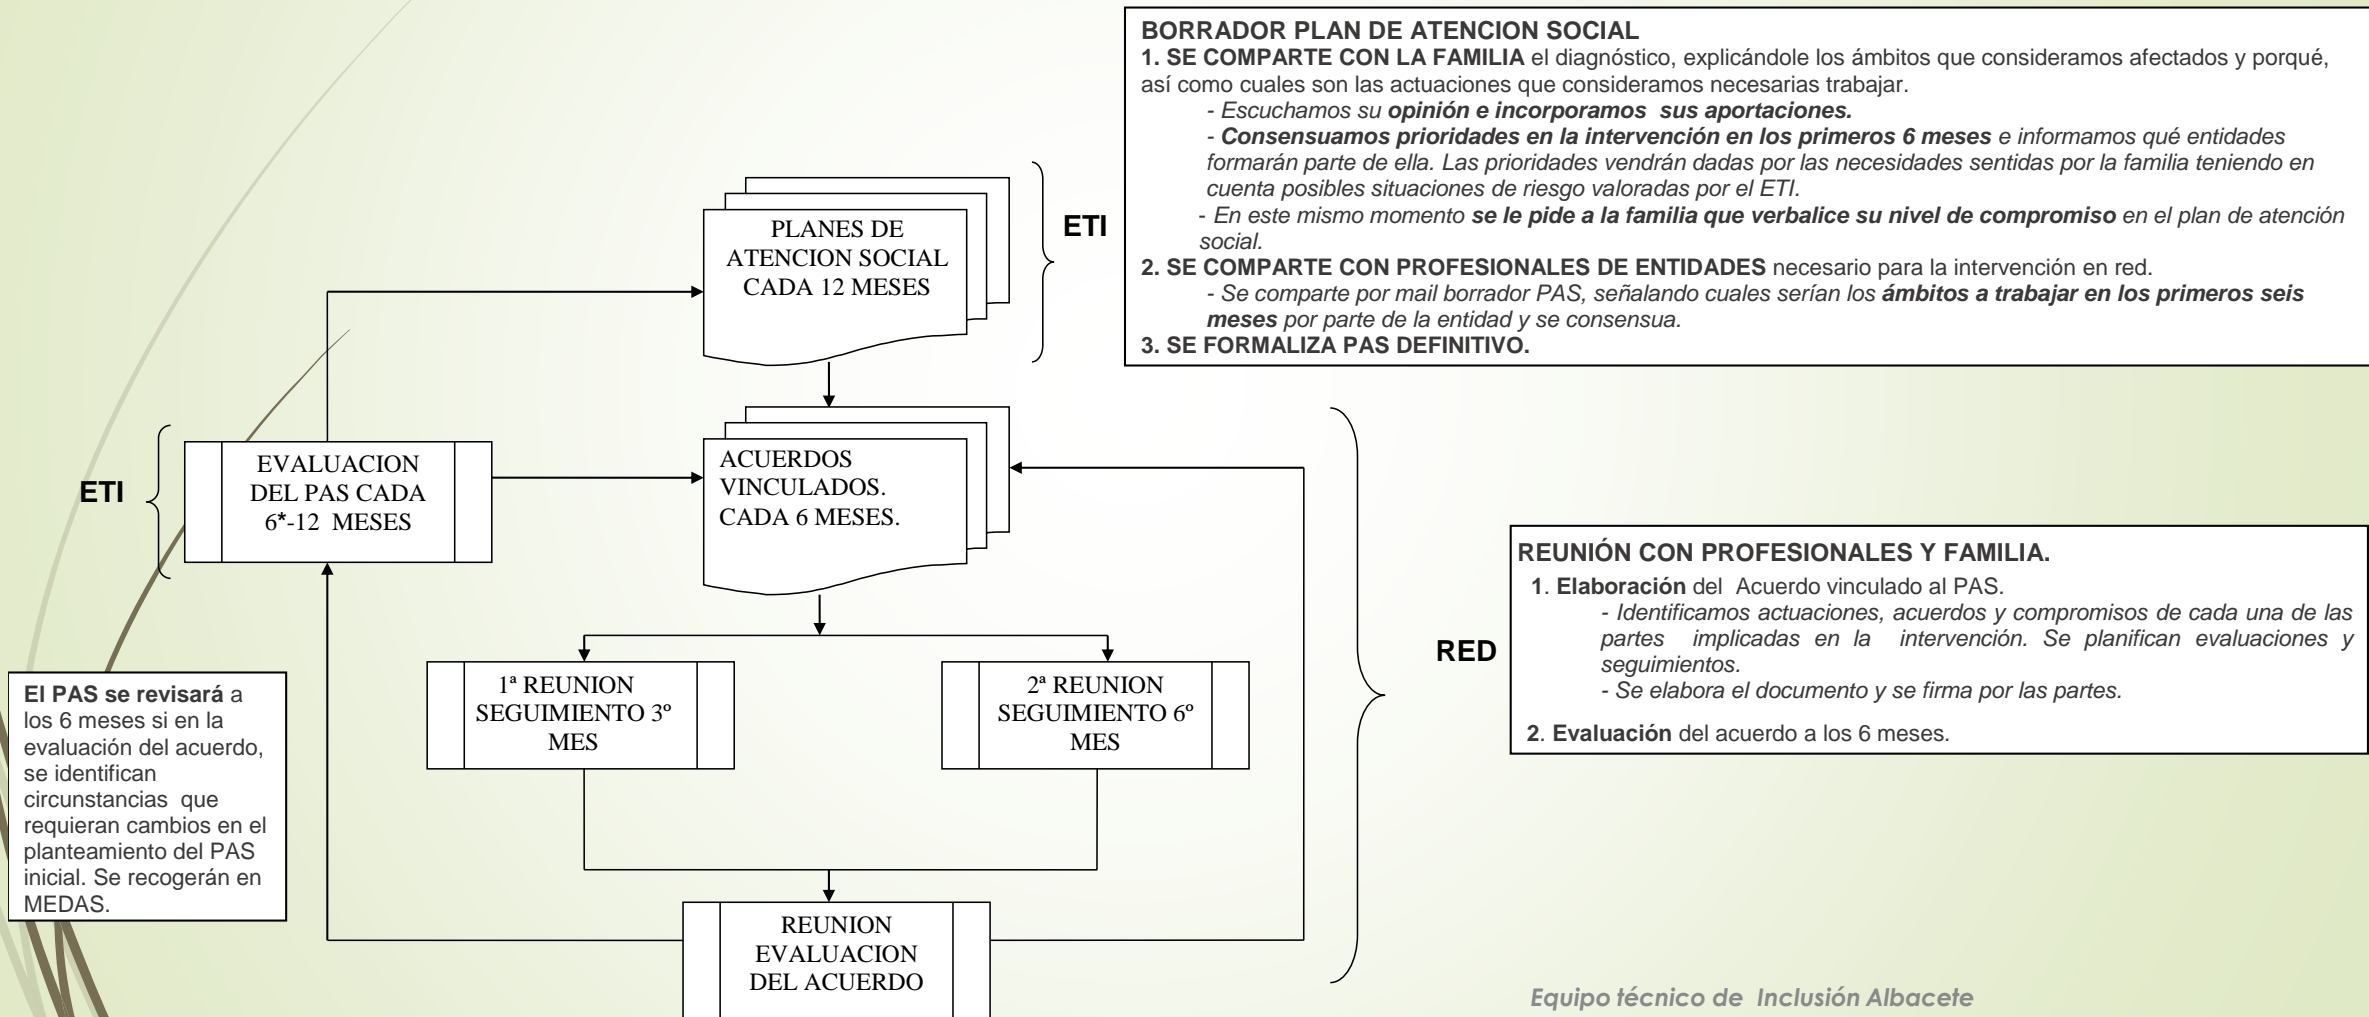 BORRADOR PLAN DE ATENCION SOCIAL
1. SE COMPARTE CON LA FAMILIA el diagnóstico, explicándole los ámbitos que consideramos afectados y porqué,
así como cuales son las actuaciones que consideramos necesarias trabajar.
- Escuchamos su opinión e incorporamos sus aportaciones.
- Consensuamos prioridades en la intervención en los primeros 6 meses e informamos qué entidades
formarán parte de ella. Las prioridades vendrán dadas por las necesidades sentidas por la familia teniendo en
cuenta posibles situaciones de riesgo valoradas por el ETI.
- En este mismo momento se le pide a la familia que verbalice su nivel de compromiso en el plan de atención
social.
2. SE COMPARTE CON PROFESIONALES DE ENTIDADES necesario para la intervención en red.
- Se comparte por mail borrador PAS, señalando cuales serían los ámbitos a trabajar en los primeros seis
meses por parte de la entidad y se consensua.
3. SE FORMALIZA PAS DEFINITIVO.
PLANES DE
ATENCION SOCIAL
CADA 12 MESES
ETI
ETI
EVALUACION
DEL PAS CADA
6*-12 MESES
ACUERDOS
VINCULADOS.
CADA 6 MESES.
REUNIÓN CON PROFESIONALES Y FAMILIA.
1. Elaboración del Acuerdo vinculado al PAS.
- Identificamos actuaciones, acuerdos y compromisos de cada una de las
partes implicadas en la intervención. Se planifican evaluaciones y
seguimientos.
- Se elabora el documento y se firma por las partes.
2. Evaluación del acuerdo a los 6 meses.
RED
1ª REUNION
SEGUIMIENTO 3º
MES
2ª REUNION
SEGUIMIENTO 6º
MES
El PAS se revisará a
los 6 meses si en la
evaluación del acuerdo,
se identifican
circunstancias que
requieran cambios en el
planteamiento del PAS
inicial. Se recogerán en
MEDAS.
REUNION
EVALUACION
DEL ACUERDO
Equipo técnico de Inclusión Albacete